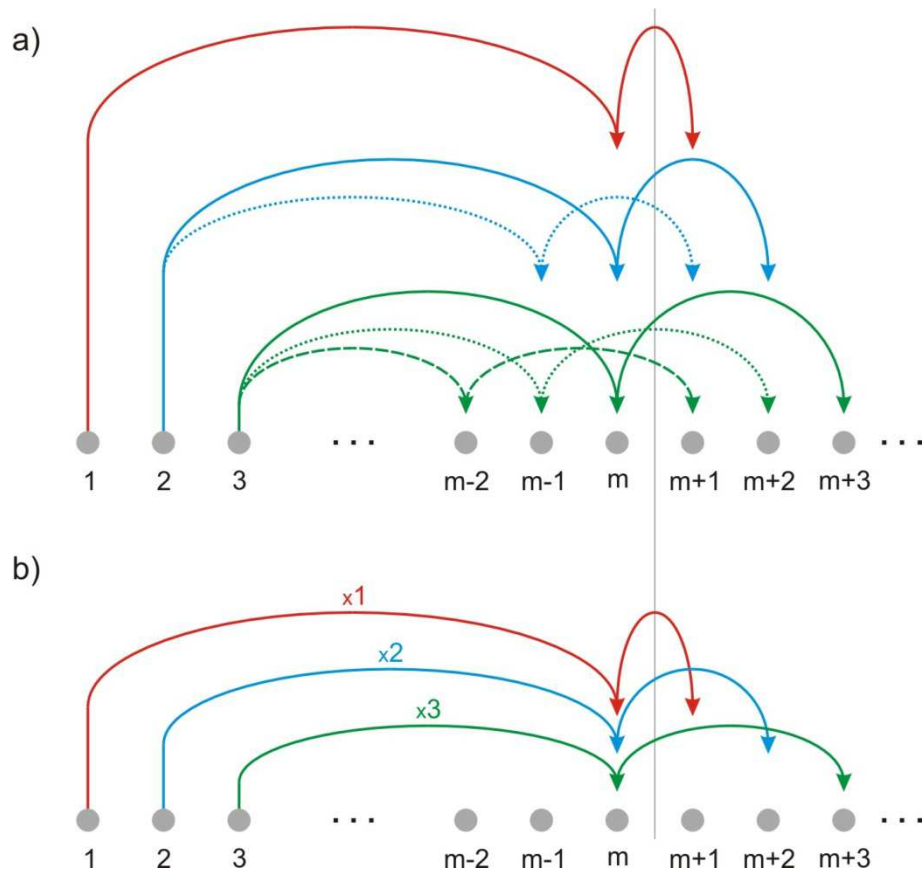 a)
. . . . . .
1 2 3 m-2 m-1 m m+1 m+2 m+3
b)
x1
x2
x3
. . . . . .
1 2 3 m-2 m-1 m m+1 m+2 m+3